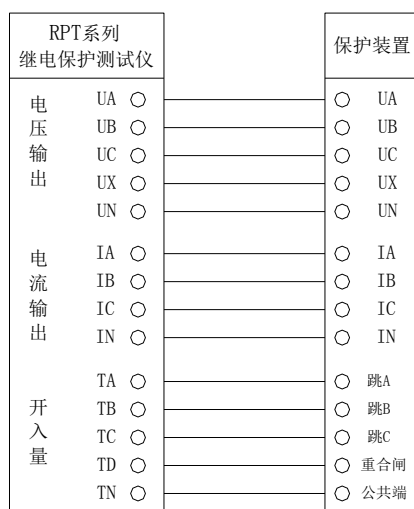 RPT系列
继电保护测试仪
保护装置
电压输出
UA UA
UB UB
UC UC
UX UX
UN UN
电流输出
IA IA
IB IB
IC IC
IN IN
开入量
TA 跳A
TB 跳B
TC 跳C
TD 重合闸
TN 公共端